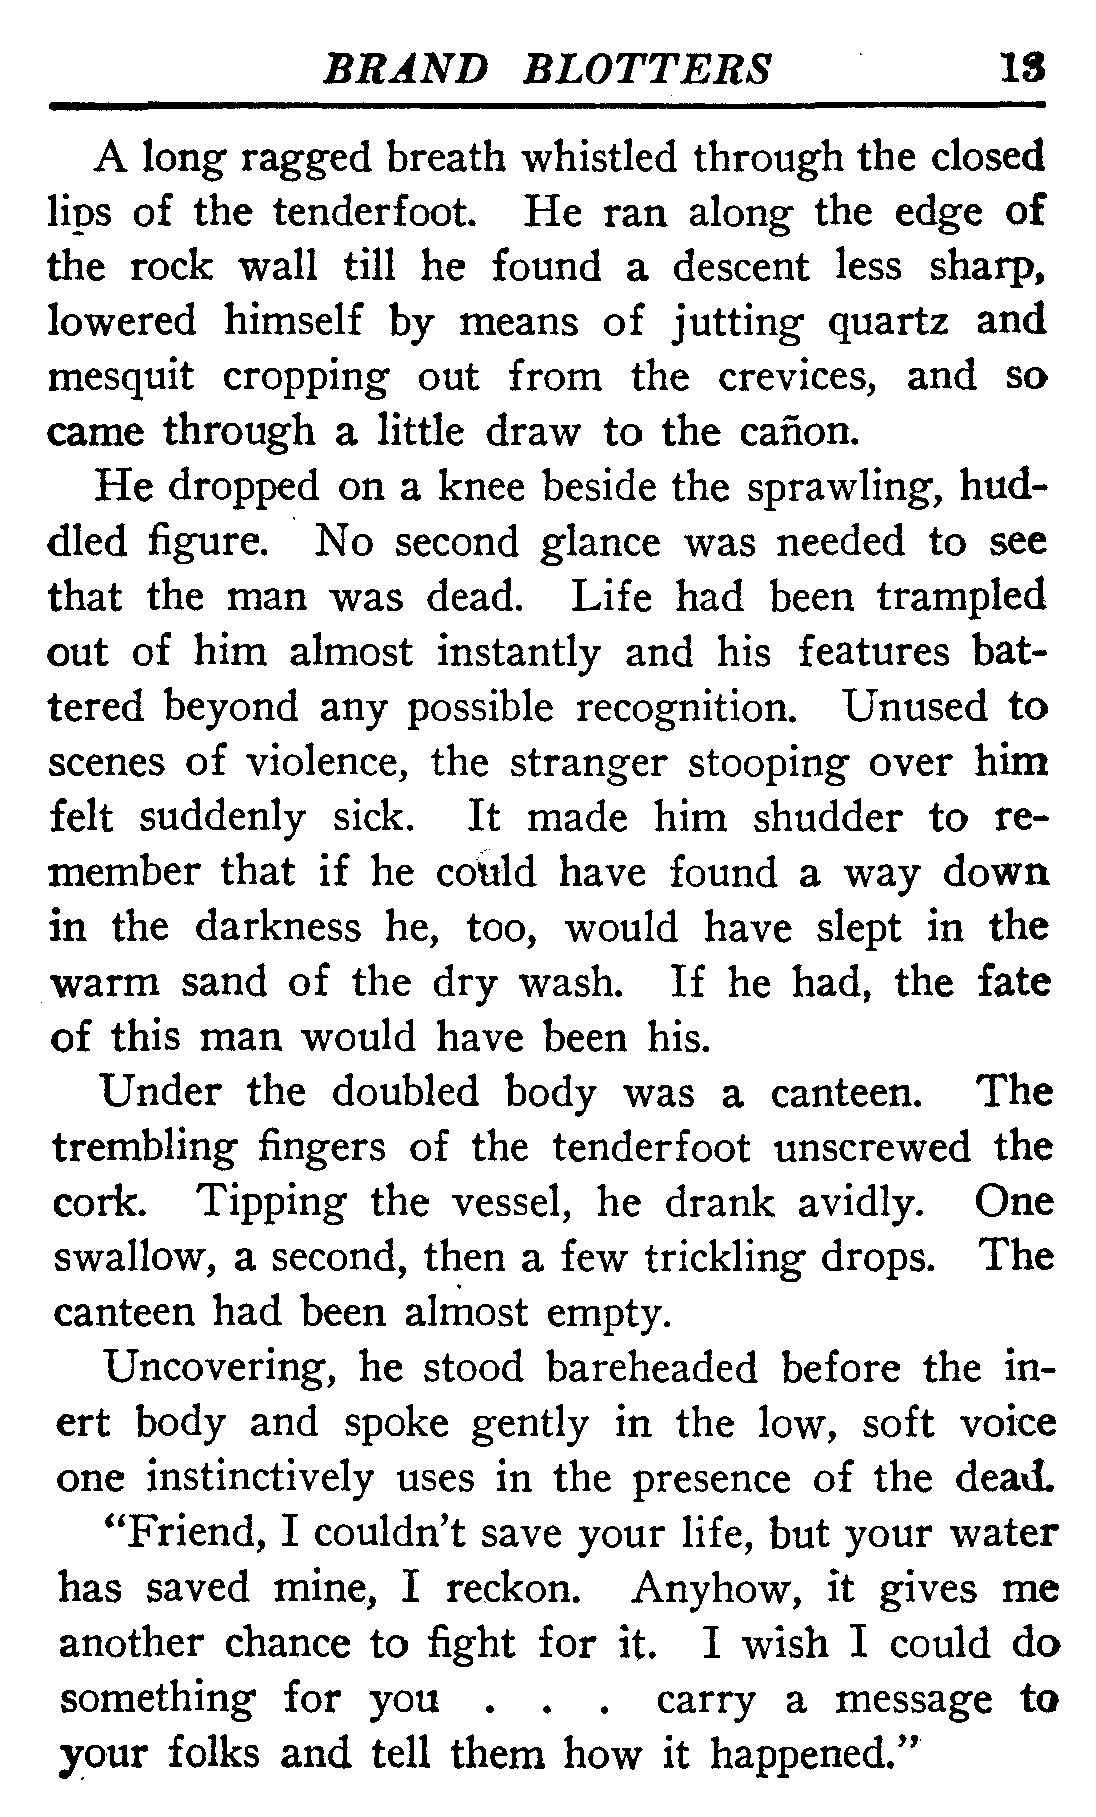 BRAND BLOTTERS 13
A long ragged breath whistled through the closed
lips of the tenderfoot. He ran along the edge of
the rock wall till he found a descent less sharp,
lowered himself by means of jutting quartz and
mesquit cropping out from the crevices, and so
came through a little draw to the cañon.
He dropped on a knee beside the sprawling, hud-
dled figure. No second glance was needed to see
that the man was dead. Life had been trampled
out of him almost instantly and his features bat-
tered beyond any possible recognition. Unused to
scenes of violence, the stranger stooping over him
felt suddenly sick. It made him shudder to re-
member that if he could have found a way down
in the darkness he, too, would have slept in the
warm sand of the dry wash. If he had, the fate
of this man would have been his.
Under the doubled body was a canteen. The
trembling fingers of the tenderfoot unscrewed the
cork. Tipping the vessel, he drank avidly. One
swallow, a second, then a few trickling drops. The
canteen had been almost empty.
Uncovering, he stood bareheaded before the in-
ert body and spoke gently in the low, soft voice
one instinctively uses in the presence of the dead.
“Friend, I couldn’t save your life, but your water
has saved mine, I reckon. Anyhow, it gives me
another chance to fight for it. I wish I could do
something for you . . . carry a message to
your folks and tell them how it happened.”